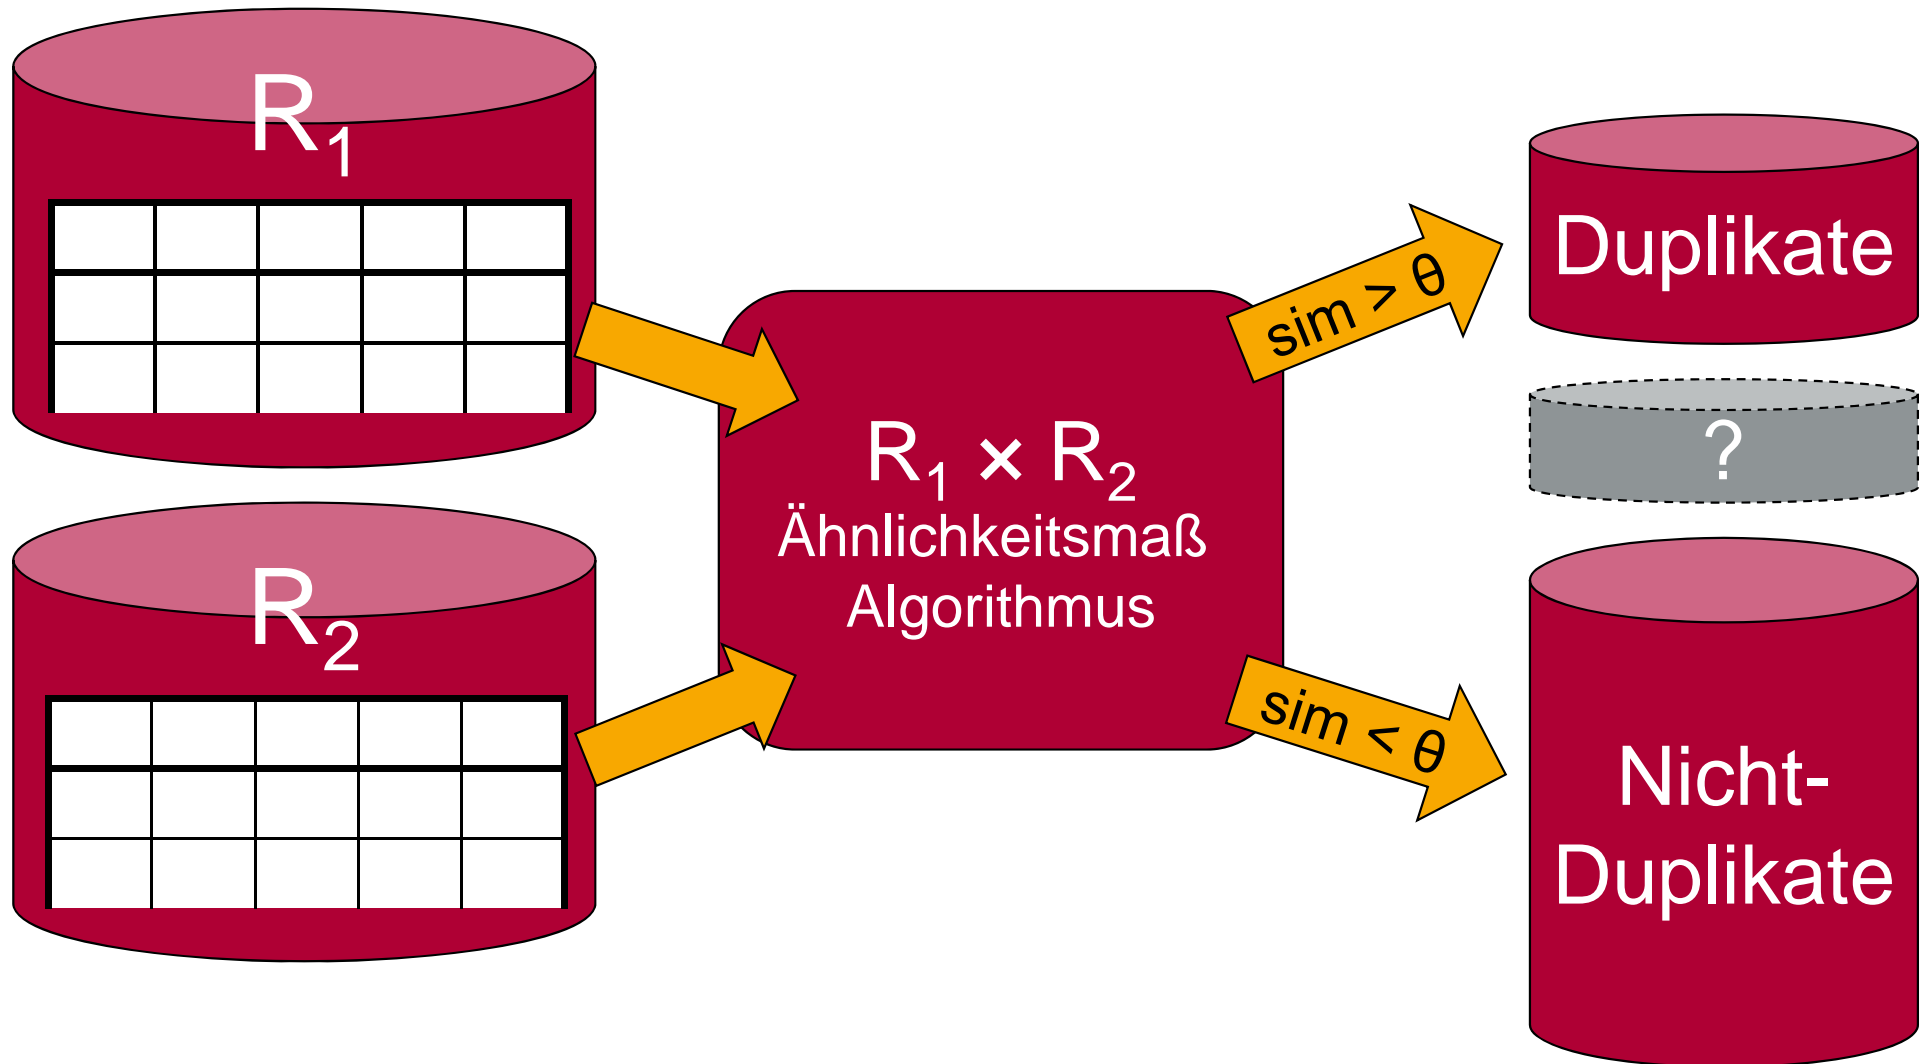 R₁
R₂
R₁ × R₂
Ähnlichkeitsmaß
Algorithmus
sim > θ
sim < θ
Duplikate
?
Nicht-
Duplikate